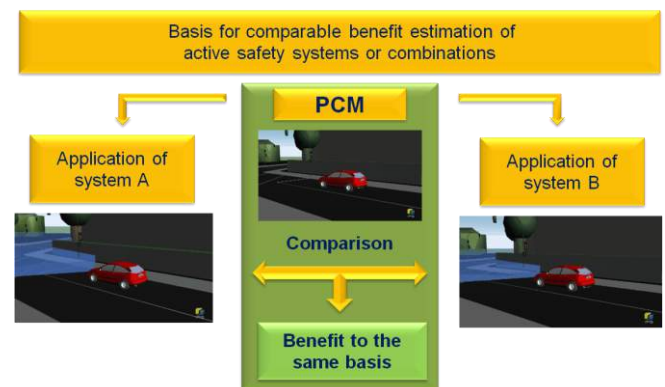 Basis for comparable benefit estimation of
active safety systems or combinations
PCM
Application of
system A
Application of
system B
Comparison
Benefit to the
same basis